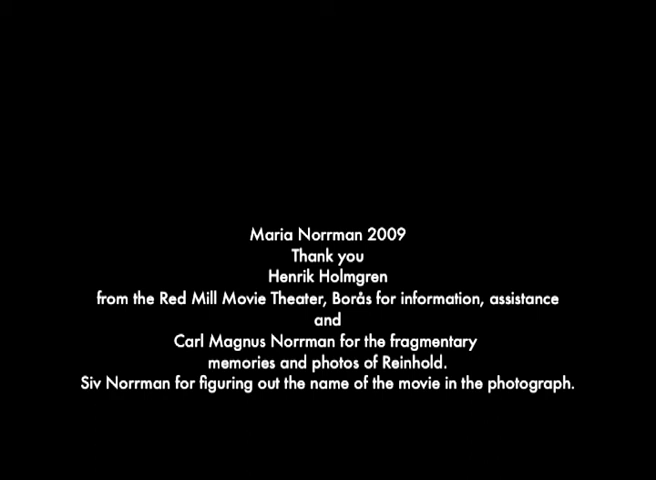 Maria Norrman 2009
Thank you
Henrik Holmgren
from the Red Mill Movie Theater, Borås for information, assistance
and
Carl Magnus Norrman for the fragmentary
memories and photos of Reinhold.
Siv Norrman for figuring out the name of the movie in the photograph.